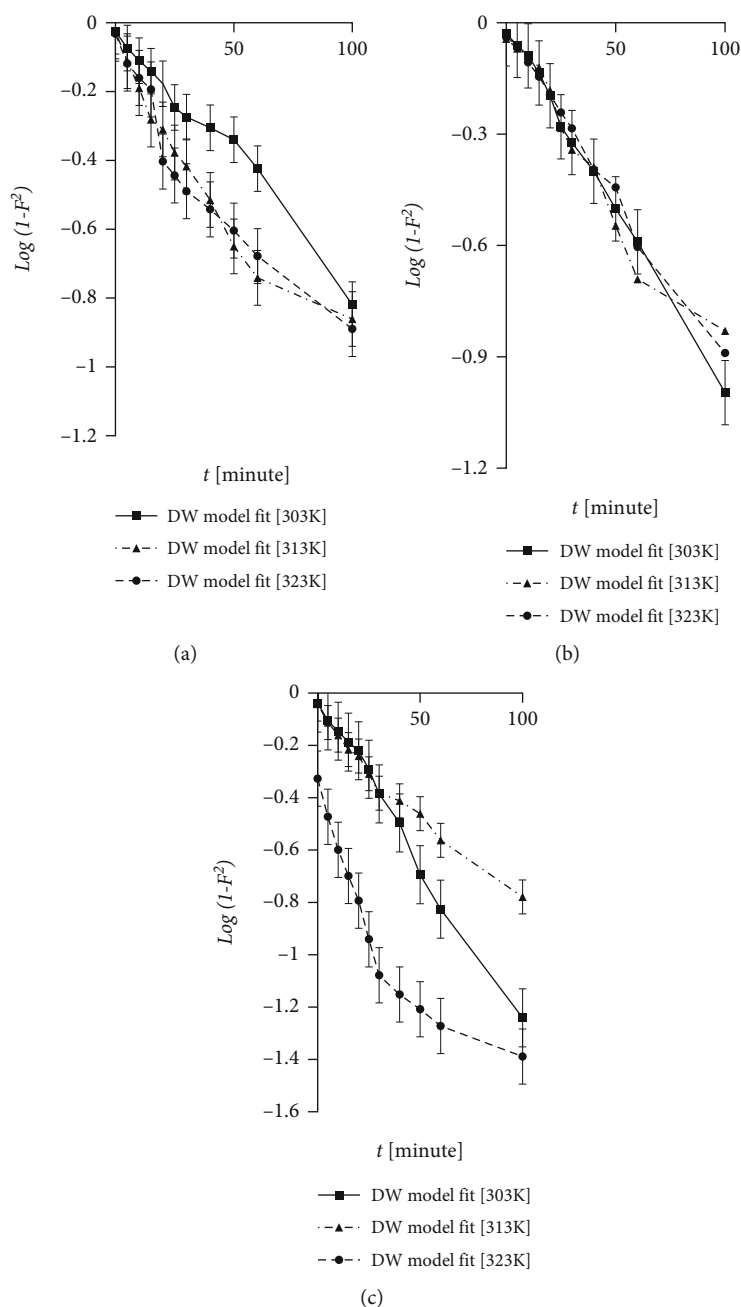 0
50
100
−0.2
−0.4
−0.6
−0.8
−1
−1.2
Log (1-F²)
t [minute]
DW model fit [303K]
DW model fit [313K]
DW model fit [323K]
(a)
0
50
100
−0.3
−0.6
−0.9
−1.2
Log (1-F²)
t [minute]
DW model fit [303K]
DW model fit [313K]
DW model fit [323K]
(b)
0
50
100
−0.2
−0.4
−0.6
−0.8
−1
−1.2
−1.4
−1.6
Log (1-F²)
t [minute]
DW model fit [303K]
DW model fit [313K]
DW model fit [323K]
(c)